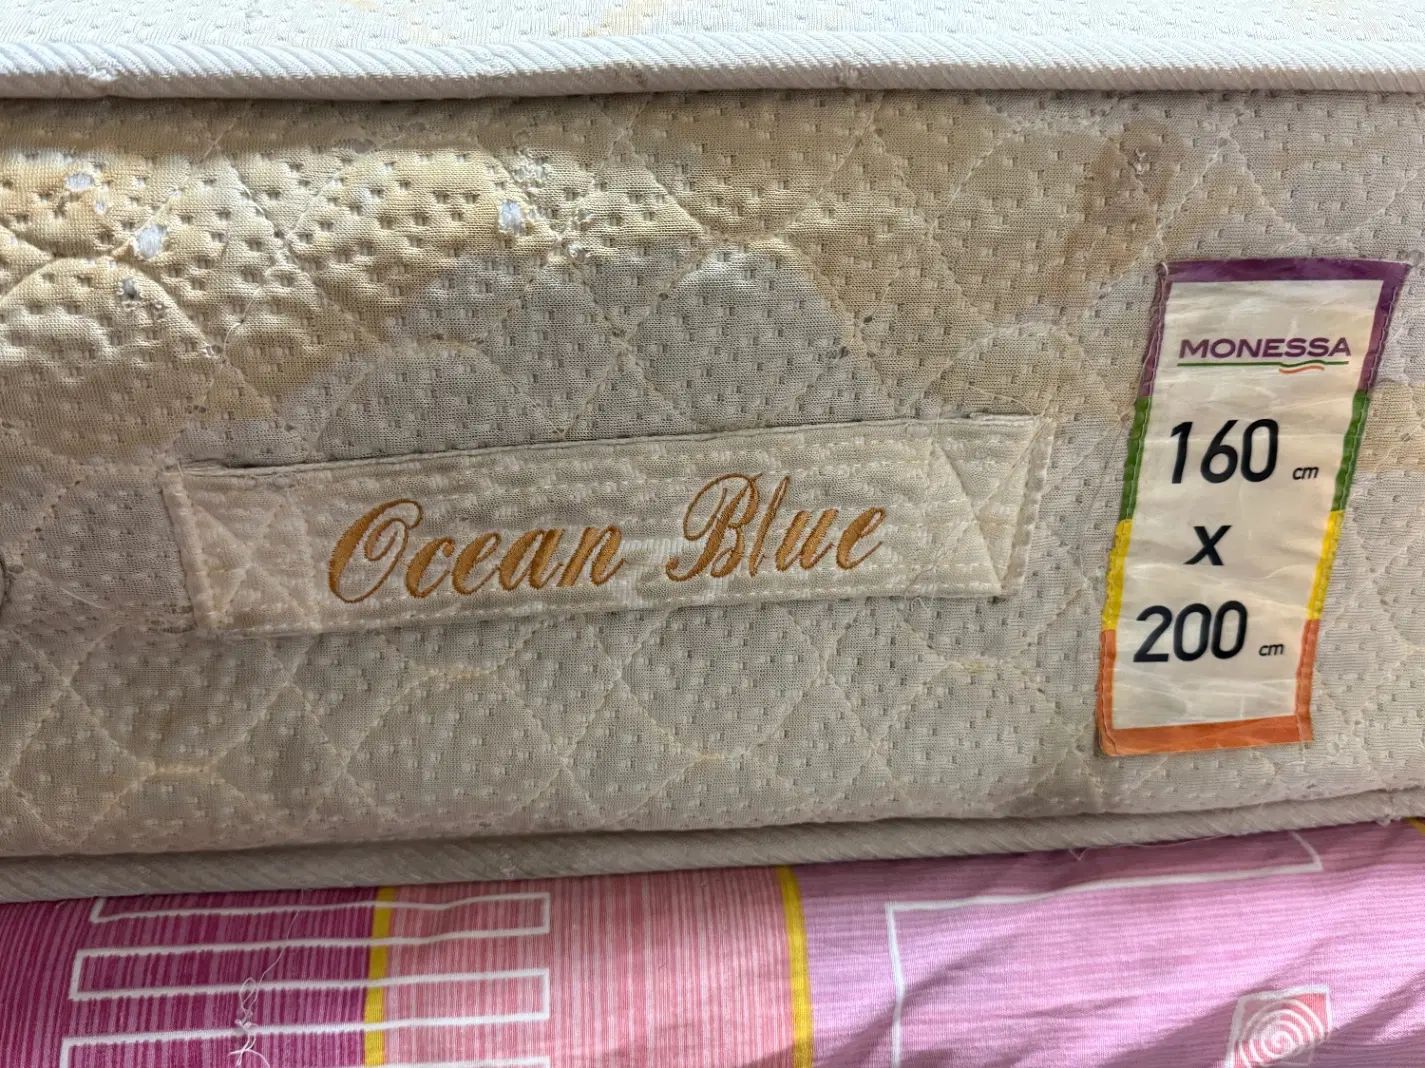 Ocean Blue
MONESSA
160 cm
x
200 cm